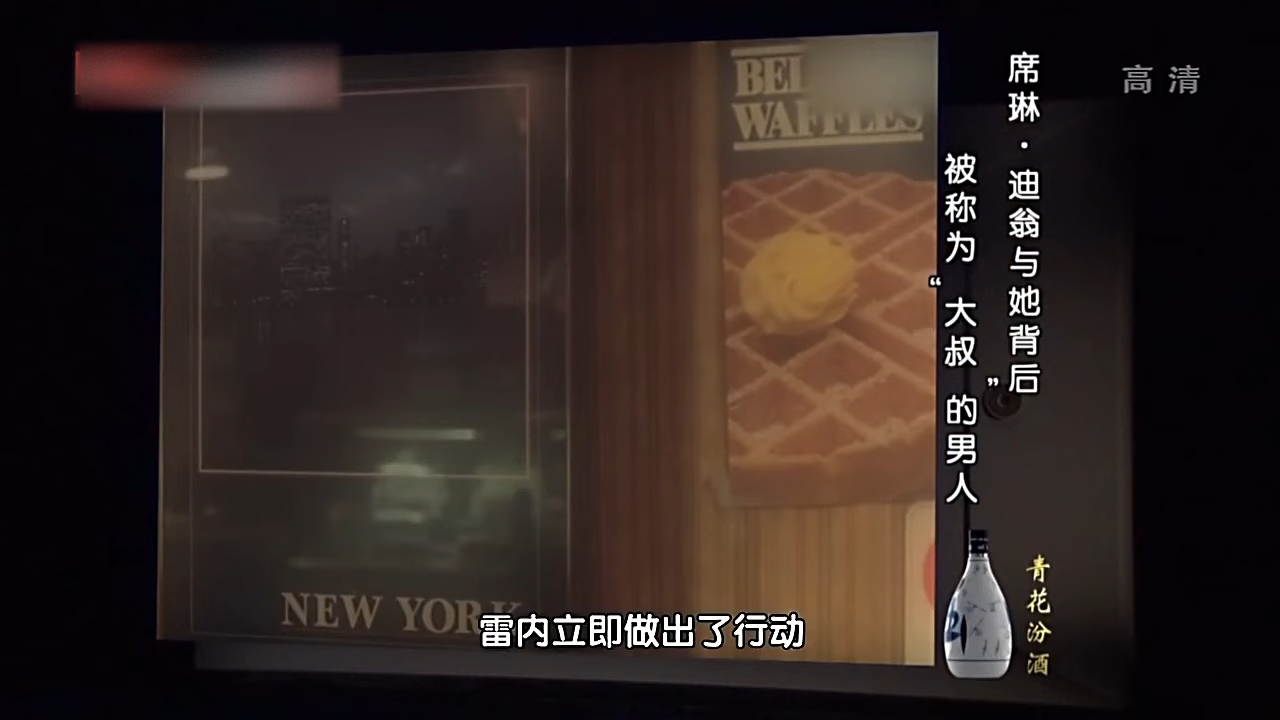 高清
席琳·迪翁与她背后
被称为“大叔”的男人
BEL
WAFFLES
NEW YORK
青花汾酒
雷内立即做出了行动